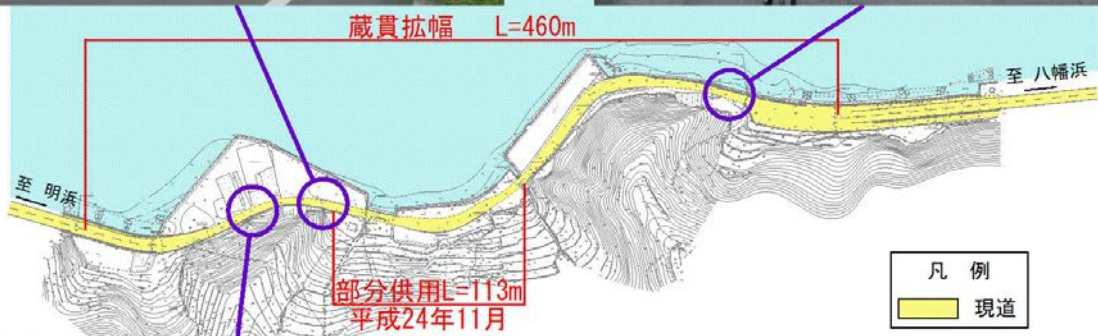 蔵貫拡幅 L=460m
至 八幡浜
至 明浜
部分供用L=113m
平成24年11月
凡 例
現道